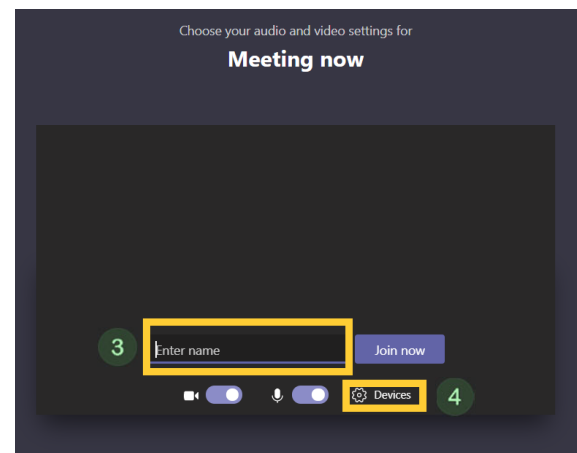 Choose your audio and video settings for
Meeting now
3
Enter name
Join now
Devices
4